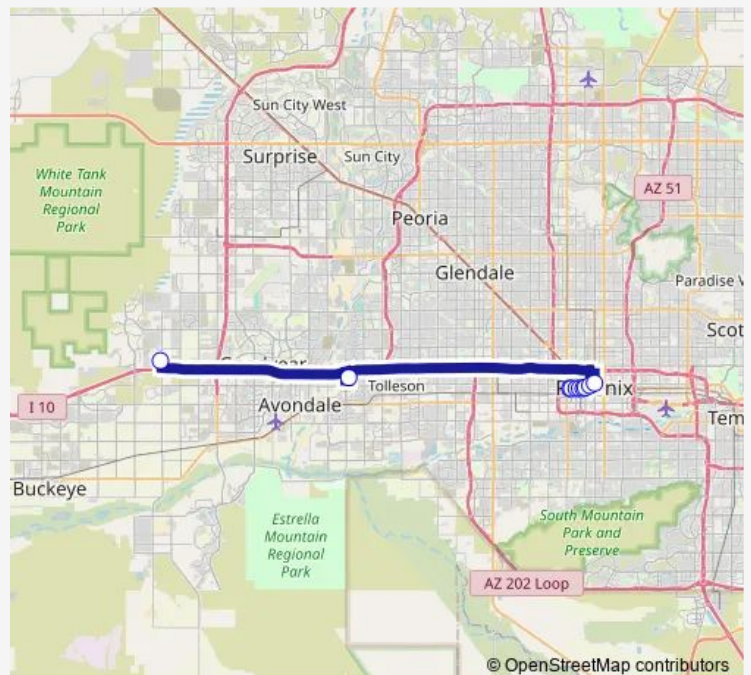 Sun City West
Surprise
Sun City
White Tank
Mountain
Regional
Park
AZ 51
Peoria
Glendale
Paradise V
Scot
I 10
Tolleson
Avondale
Tem
Buckeye
Estrella
Mountain
Regional
Park
South Mountain
Park and
Preserve
AZ 202 Loop
© OpenStreetMap contributors